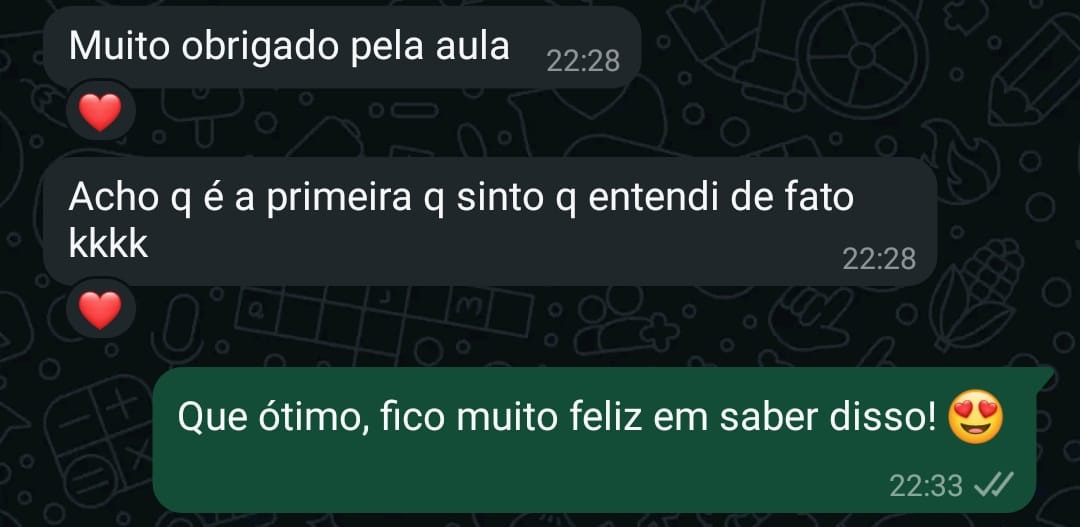 Muito obrigado pela aula 22:28
❤️
Acho q é a primeira q sinto q entendi de fato
kkkk 22:28
❤️
Que ótimo, fico muito feliz em saber disso! 😍
22:33